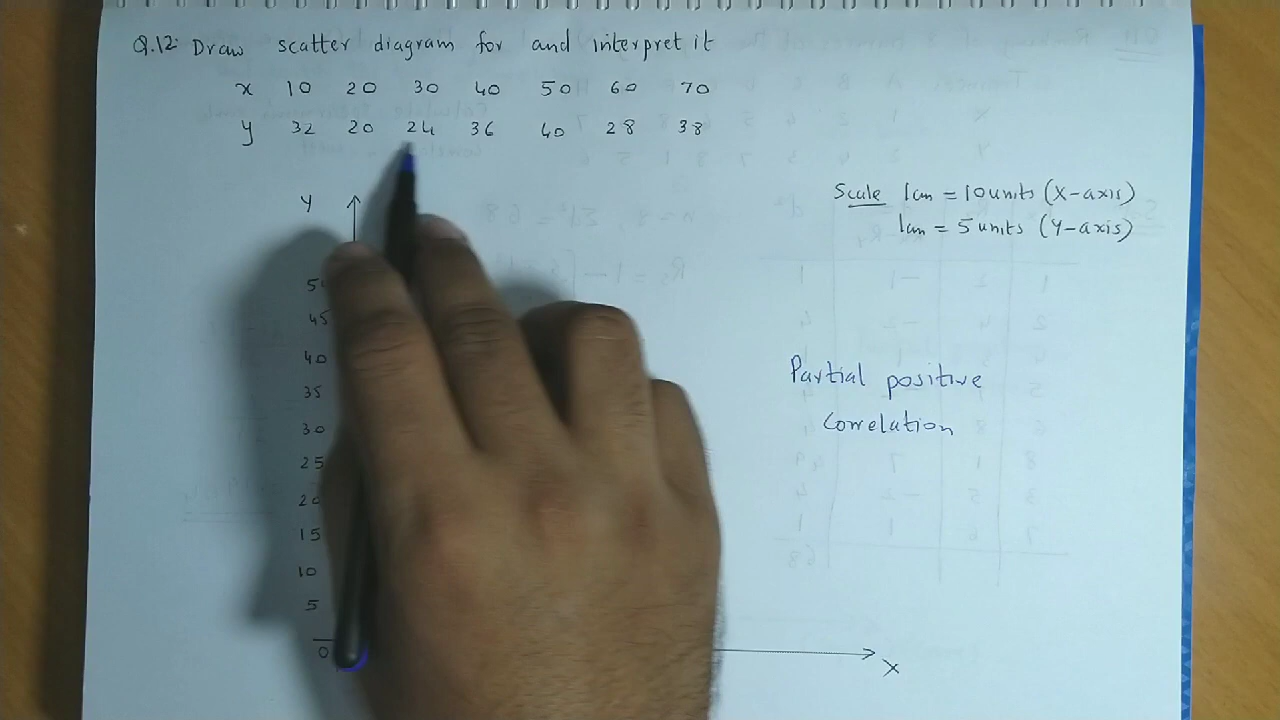 Q.12: Draw scatter diagram for and interpret it
x 10 20 30 40 50 60 70
y 32 20 24 36 40 28 38
Scale 1cm = 10 units (X-axis)
1cm = 5 units (Y-axis)
Y
45
40
35
30
25
20
15
10
5
0
X
Partial positive
Correlation